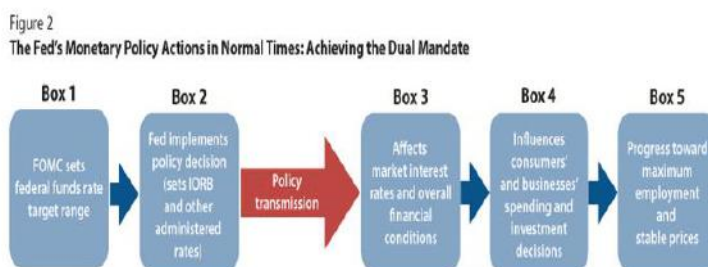 Figure 2
The Fed's Monetary Policy Actions in Normal Times: Achieving the Dual Mandate
Box 1
FOMC sets
federal funds rate
target range
Box 2
Fed implements
policy decision
(sets IORB
and other
administered
rates)
Policy
transmission
Box 3
Affects
market interest
rates and overall
financial
conditions
Box 4
Influences
consumers'
and businesses'
spending and
investment
decisions
Box 5
Progress toward
maximum
employment
and
stable prices